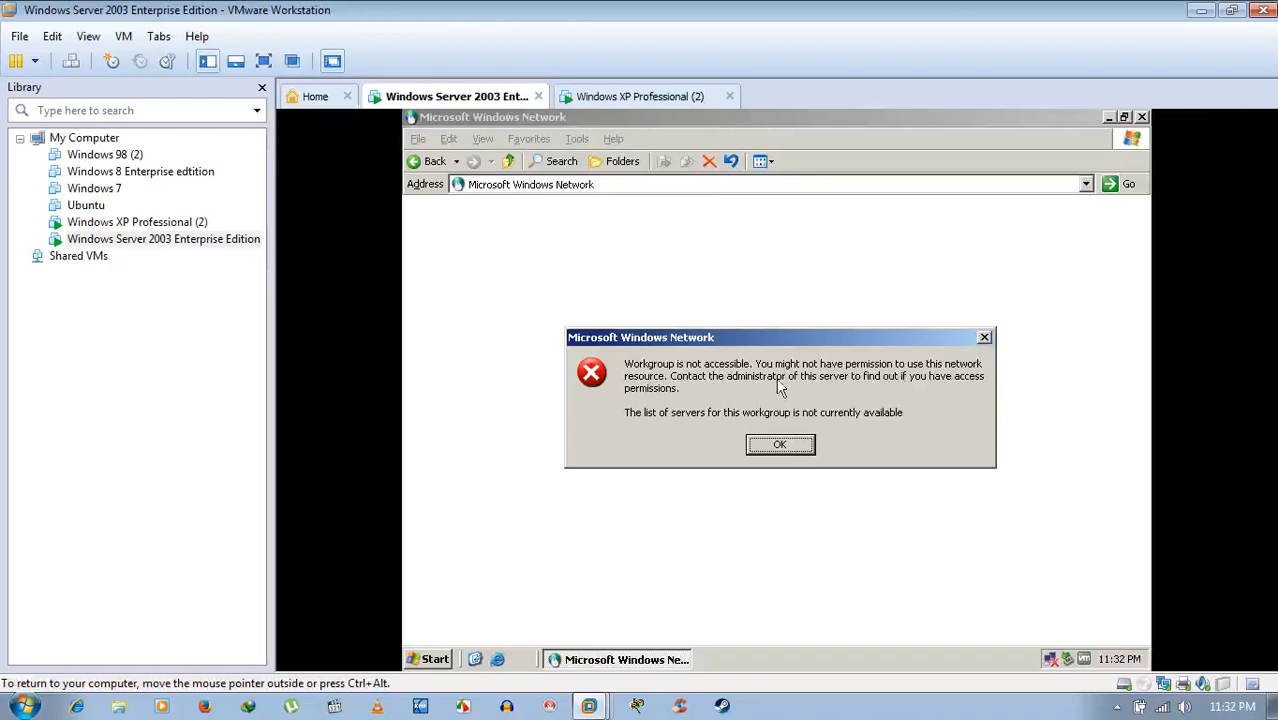 Windows Server 2003 Enterprise Edition - VMware Workstation
File Edit View VM Tabs Help
Library
Type here to search
My Computer
Windows 98 (2)
Windows 8 Enterprise edtition
Windows 7
Ubuntu
Windows XP Professional (2)
Windows Server 2003 Enterprise Edition
Shared VMs
Home Windows Server 2003 Ent... Windows XP Professional (2)
Microsoft Windows Network
File Edit View Favorites Tools Help
Back Search Folders
Address Microsoft Windows Network Go
Microsoft Windows Network
Workgroup is not accessible. You might not have permission to use this network
resource. Contact the administrator of this server to find out if you have access
permissions.
The list of servers for this workgroup is not currently available
OK
Start Microsoft Windows Ne... 11:32 PM
To return to your computer, move the mouse pointer outside or press Ctrl+Alt.
11:32 PM